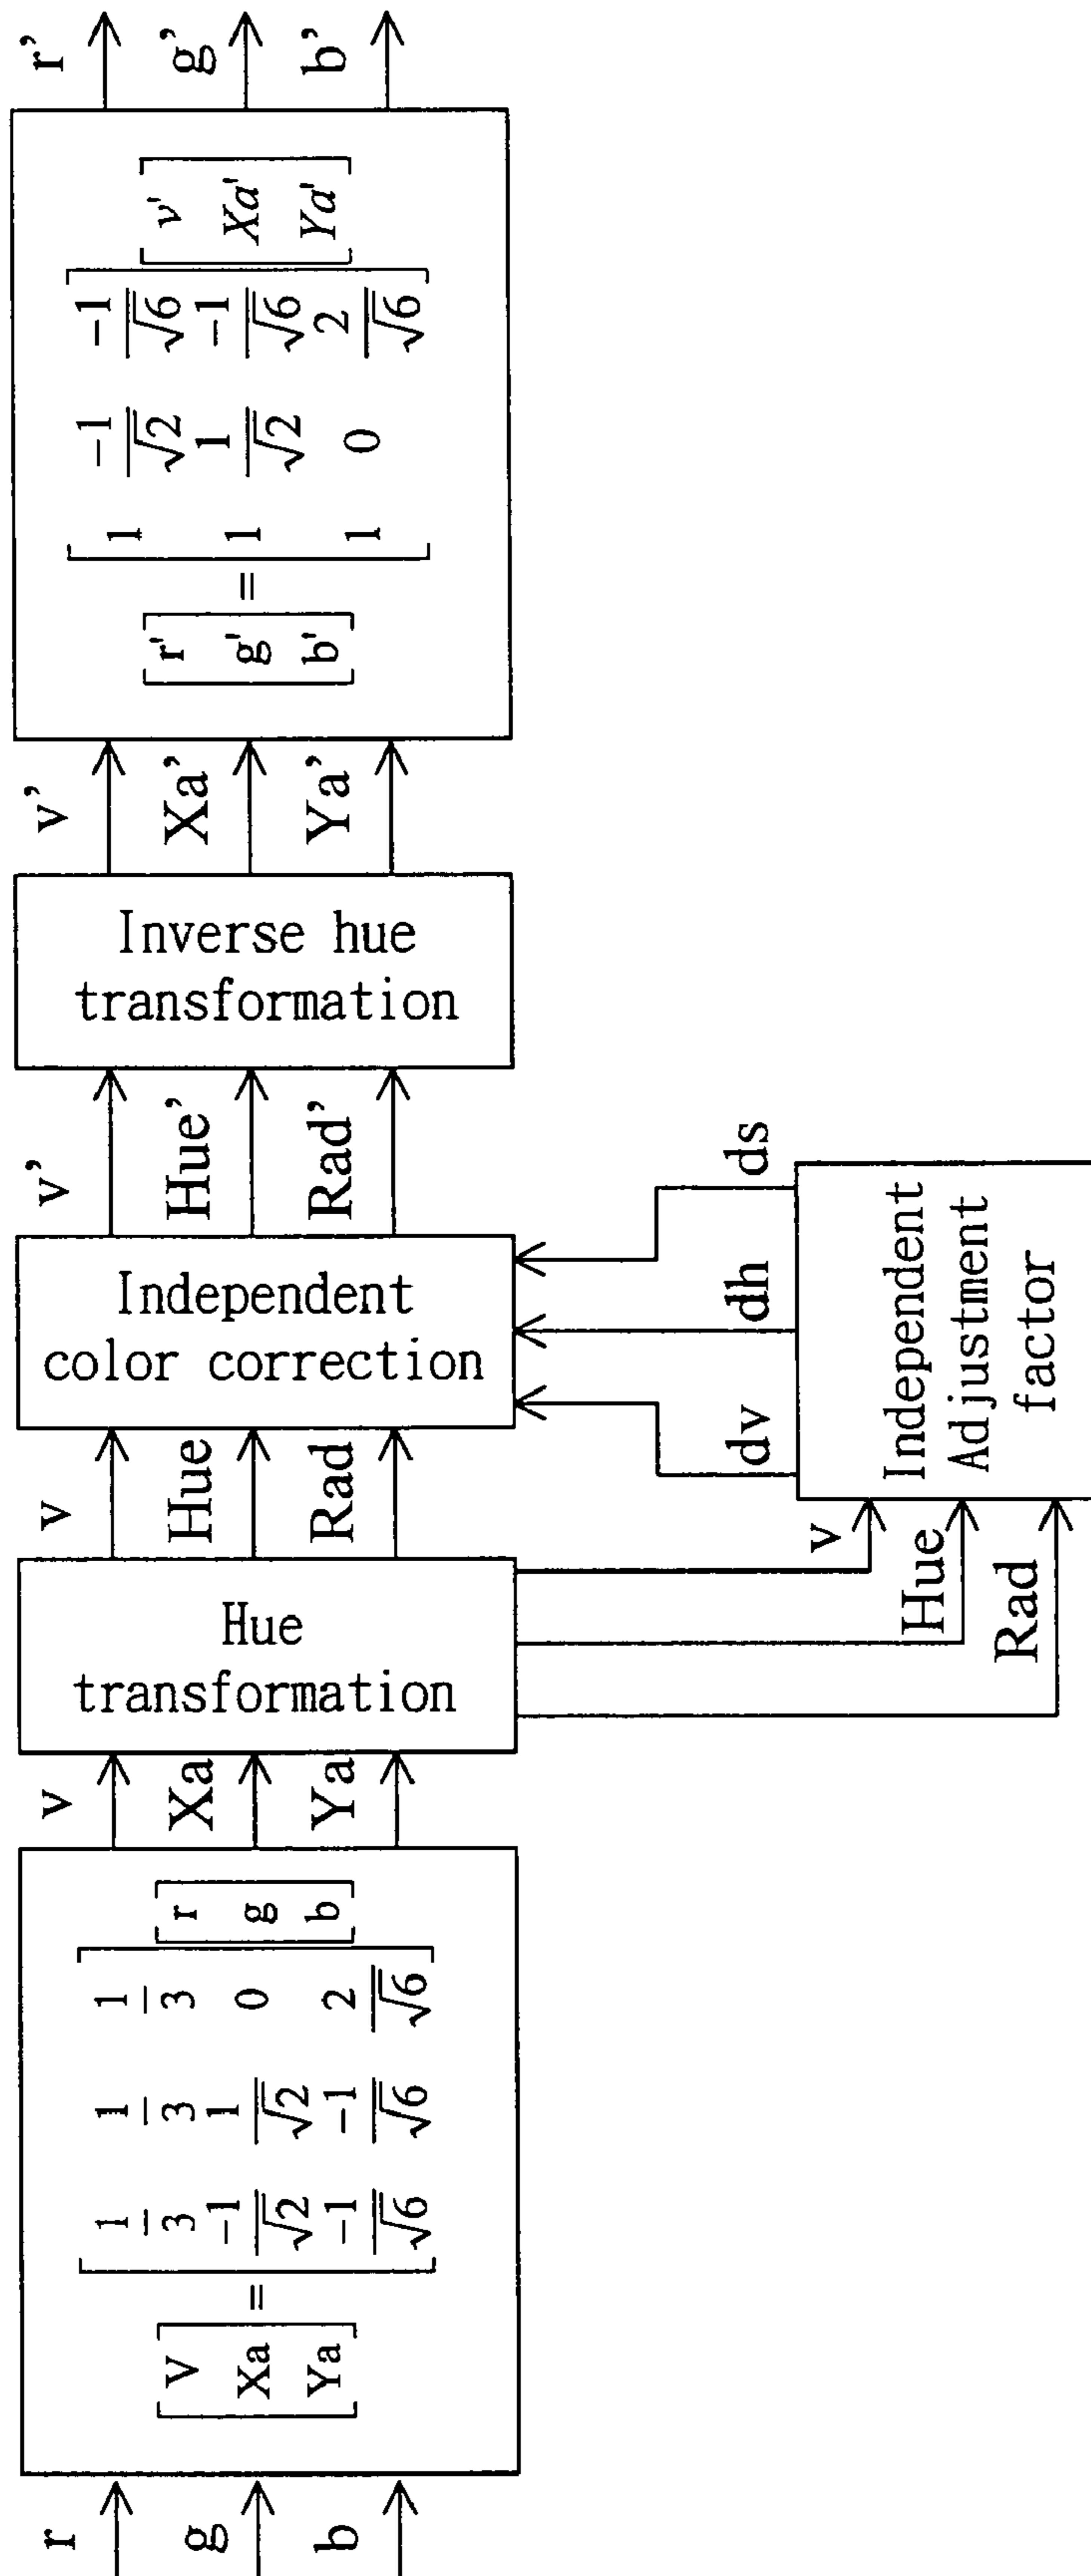 r
g
b
[V Xa Ya] = [1/3 1/3 1/3; -1/√2 1/√2 0; -1/√6 -1/√6 2/√6] [r g b]
v
Xa
Ya
Hue
transformation
v
Hue
Rad
v
Hue
Rad
Independent
Adjustment
factor
dv
dh
ds
Independent
color correction
v'
Hue'
Rad'
Inverse hue
transformation
v'
Xa'
Ya'
[r' g' b'] = [1 -1/√2 -1/√6; 1 1/√2 -1/√6; 1 0 2/√6] [v' Xa' Ya']
r'
g'
b'